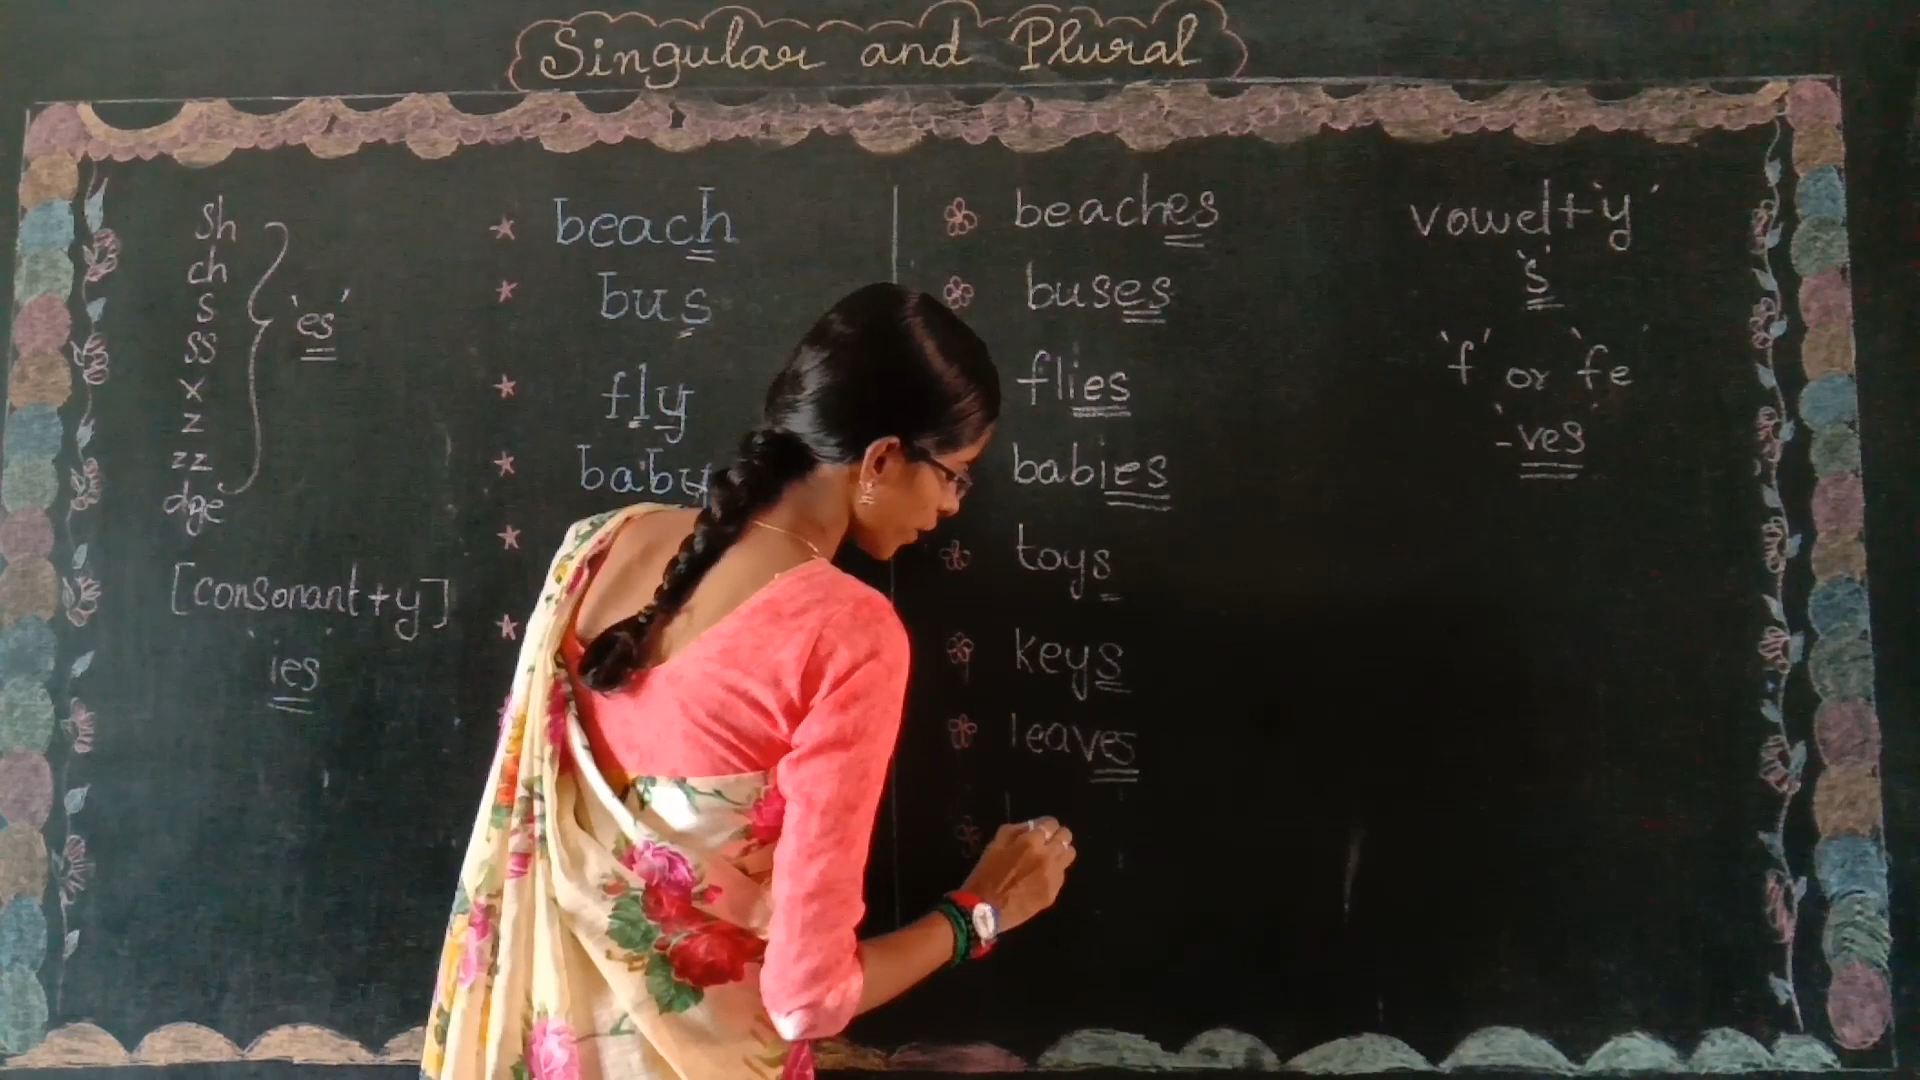 Singular and Plural
sh
ch
s
ss
x
z
zz
dge
'es'
[consonant+y]
'ies'
beach
bus
fly
baby
beaches
buses
flies
babies
toys
keys
leaves
vowel+'y'
's'
'f' or 'fe'
'-ves'